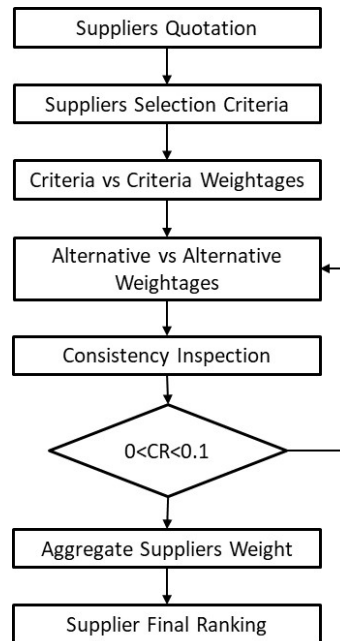 Suppliers Quotation
Suppliers Selection Criteria
Criteria vs Criteria Weightages
Alternative vs Alternative
Weightages
Consistency Inspection
0<CR<0.1
Aggregate Suppliers Weight
Supplier Final Ranking